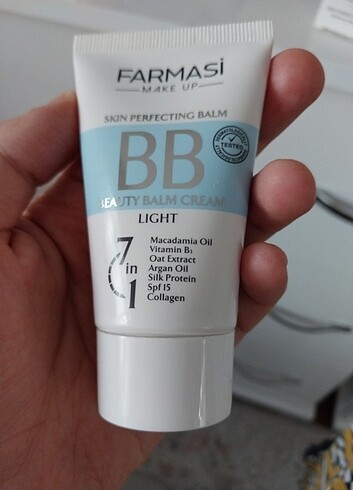 FARMASİ
MAKE UP
SKIN PERFECTING BALM
BB
BEAUTY BALM CREAM
LIGHT
7 in 1
Macadamia Oil
Vitamin B₅
Oat Extract
Argan Oil
Silk Protein
Spf 15
Collagen
DERMATOLOGICALLY
TESTED